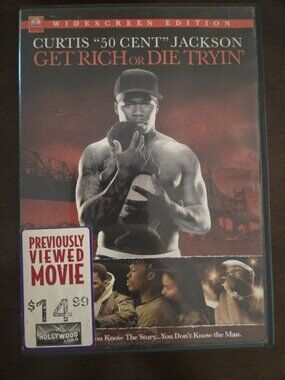 WIDESCREEN EDITION
CURTIS "50 CENT" JACKSON
GET RICH OR DIE TRYIN'
PREVIOUSLY
VIEWED
MOVIE
$14.99
HOLLYWOOD
You Know The Story...You Don't Know the Man.